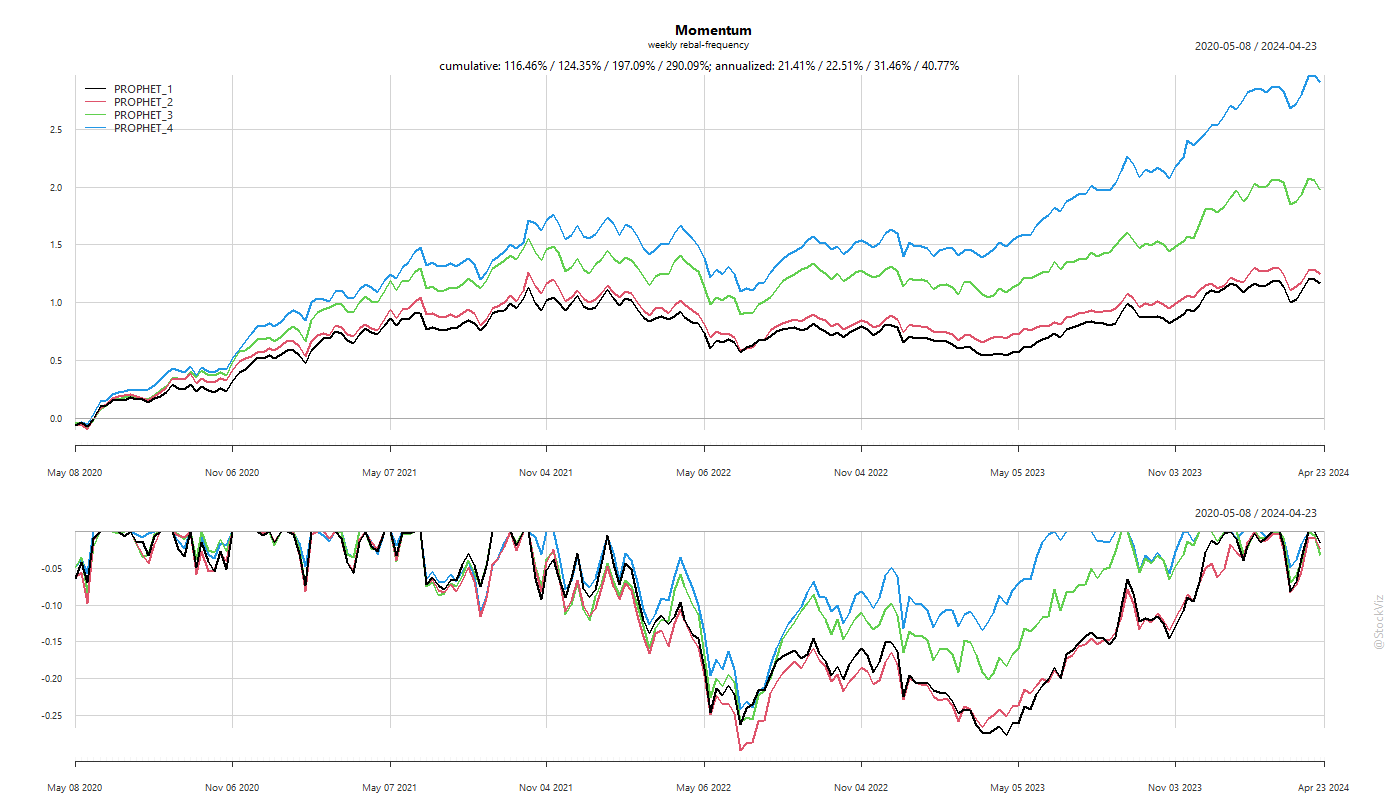 Momentum
weekly rebal-frequency
2020-05-08 / 2024-04-23
cumulative: 116.46% / 124.35% / 197.09% / 290.09%; annualized: 21.41% / 22.51% / 31.46% / 40.77%
PROPHET_1
PROPHET_2
PROPHET_3
PROPHET_4
2.5
2.0
1.5
1.0
0.5
0.0
May 08 2020 Nov 06 2020 May 07 2021 Nov 04 2021 May 06 2022 Nov 04 2022 May 05 2023 Nov 03 2023 Apr 23 2024
2020-05-08 / 2024-04-23
-0.05
-0.10
-0.15
-0.20
-0.25
May 08 2020 Nov 06 2020 May 07 2021 Nov 04 2021 May 06 2022 Nov 04 2022 May 05 2023 Nov 03 2023 Apr 23 2024
@StockViz